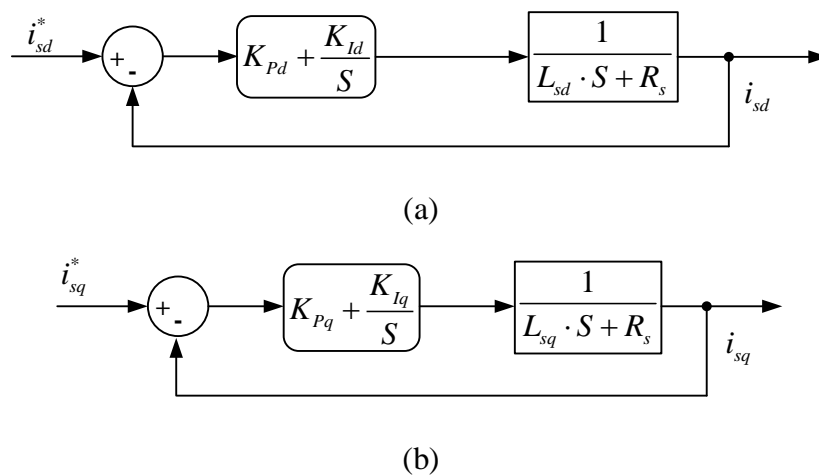 i*sd
+
-
KPd + KId/S
1/(Lsd · S + Rs)
isd
(a)
i*sq
+
-
KPq + KIq/S
1/(Lsq · S + Rs)
isq
(b)